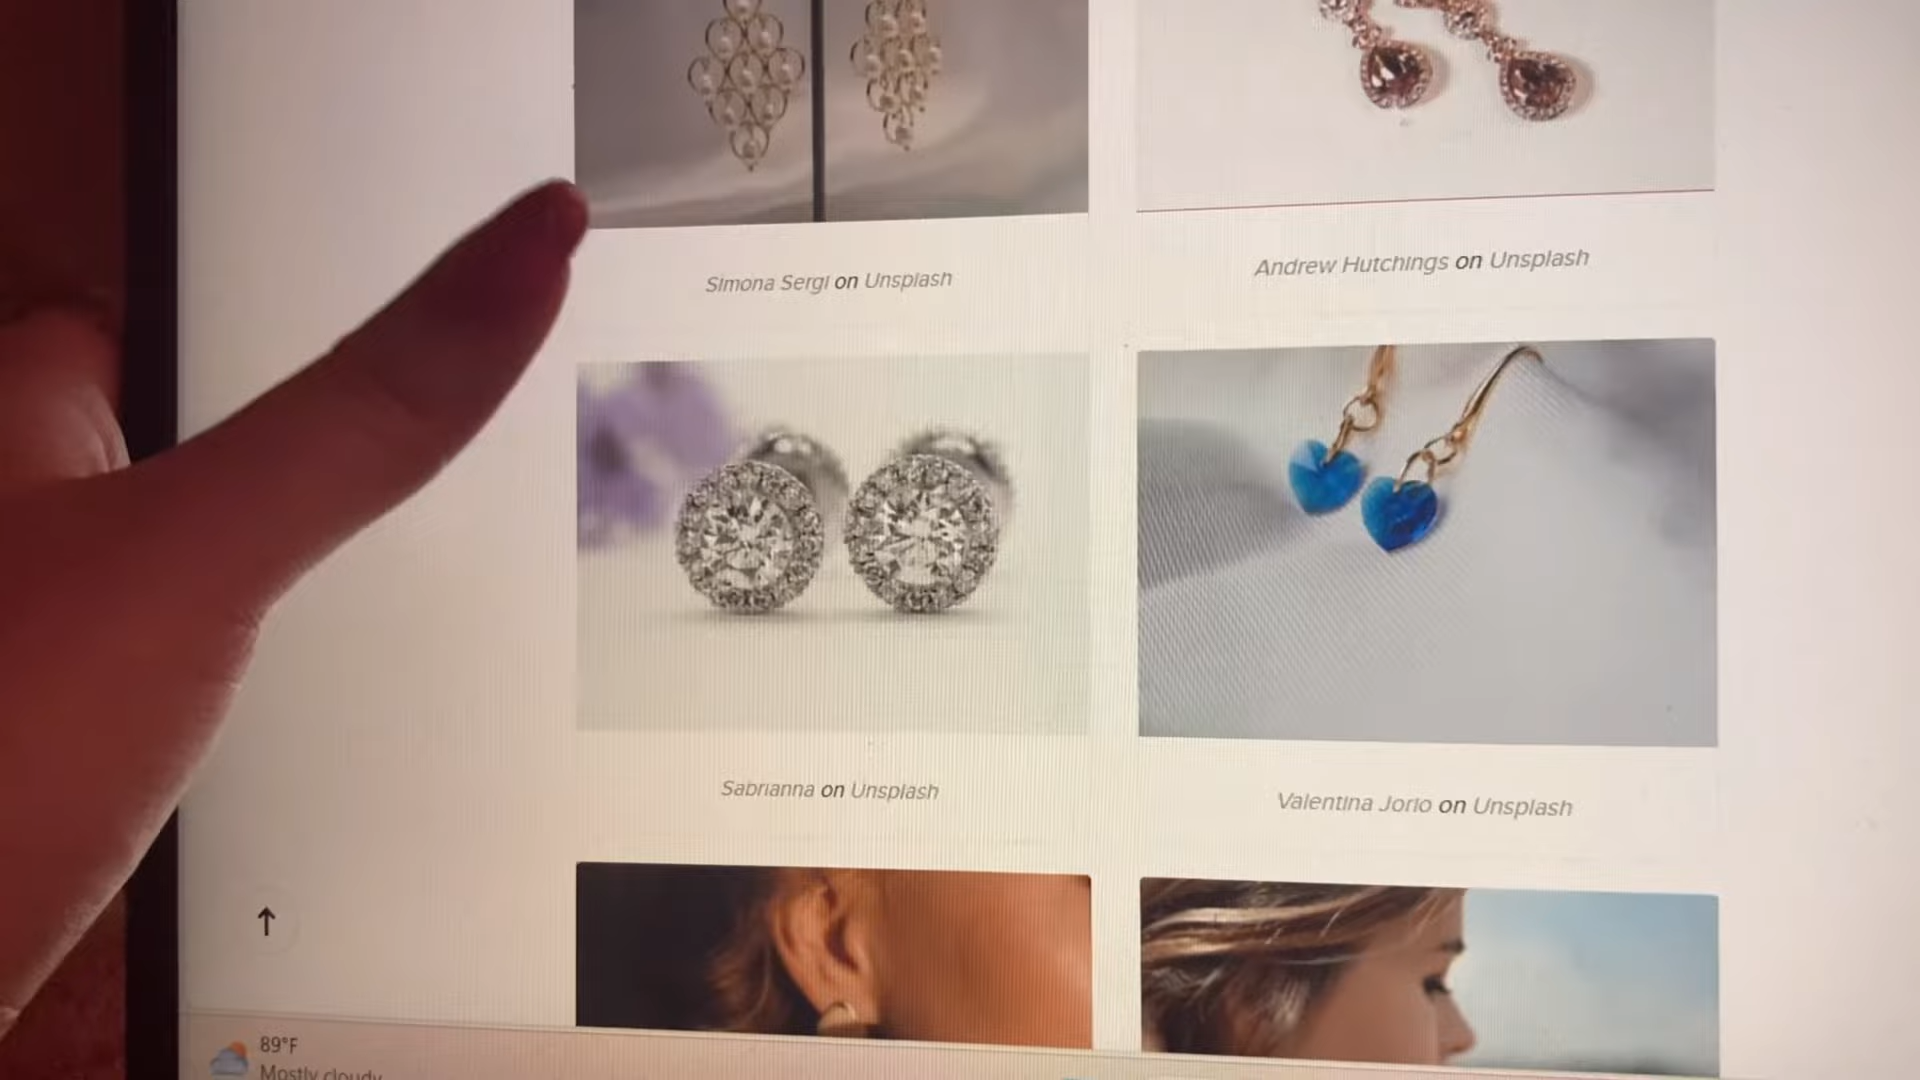 Simona Sergi on Unsplash
Andrew Hutchings on Unsplash
Sabrianna on Unsplash
Valentina Jorio on Unsplash
89°F
Mostly cloudy